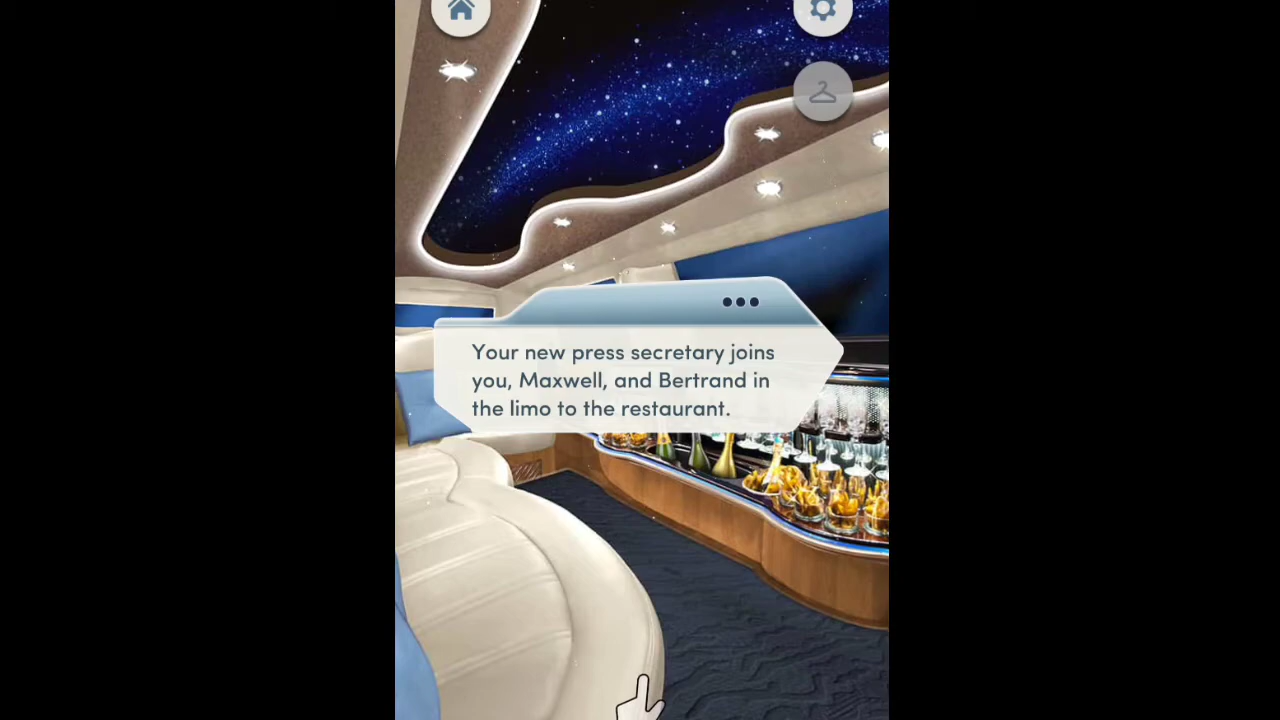 Your new press secretary joins
you, Maxwell, and Bertrand in
the limo to the restaurant.